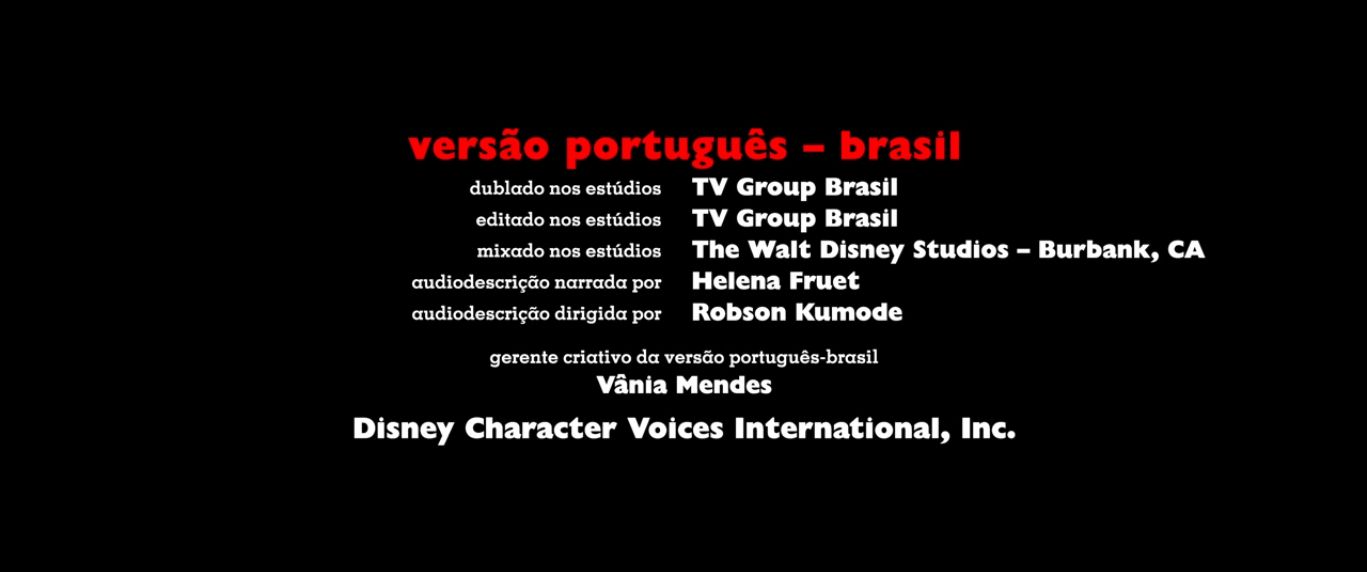 versão português – brasil
dublado nos estúdios TV Group Brasil
editado nos estúdios TV Group Brasil
mixado nos estúdios The Walt Disney Studios – Burbank, CA
audiodescrição narrada por Helena Fruet
audiodescrição dirigida por Robson Kumode
gerente criativo da versão português-brasil
Vânia Mendes
Disney Character Voices International, Inc.